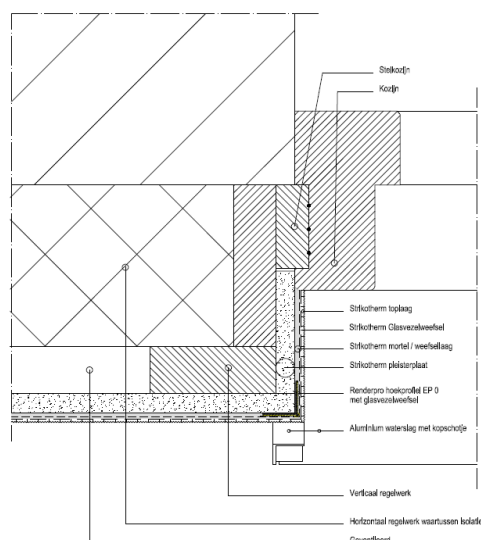 Stelkozijn
Kozijn
Strikotherm toplaag
Strikotherm Glasvezelweefsel
Strikotherm mortel / weefsellaag
Strikotherm pleisterplaat
Renderpro hoekprofiel EP 0
met glasvezelweefsel
Aluminium waterslag met kopschotje
Verticaal regelwerk
Horizontaal regelwerk waartussen isolatie
Geventileerd